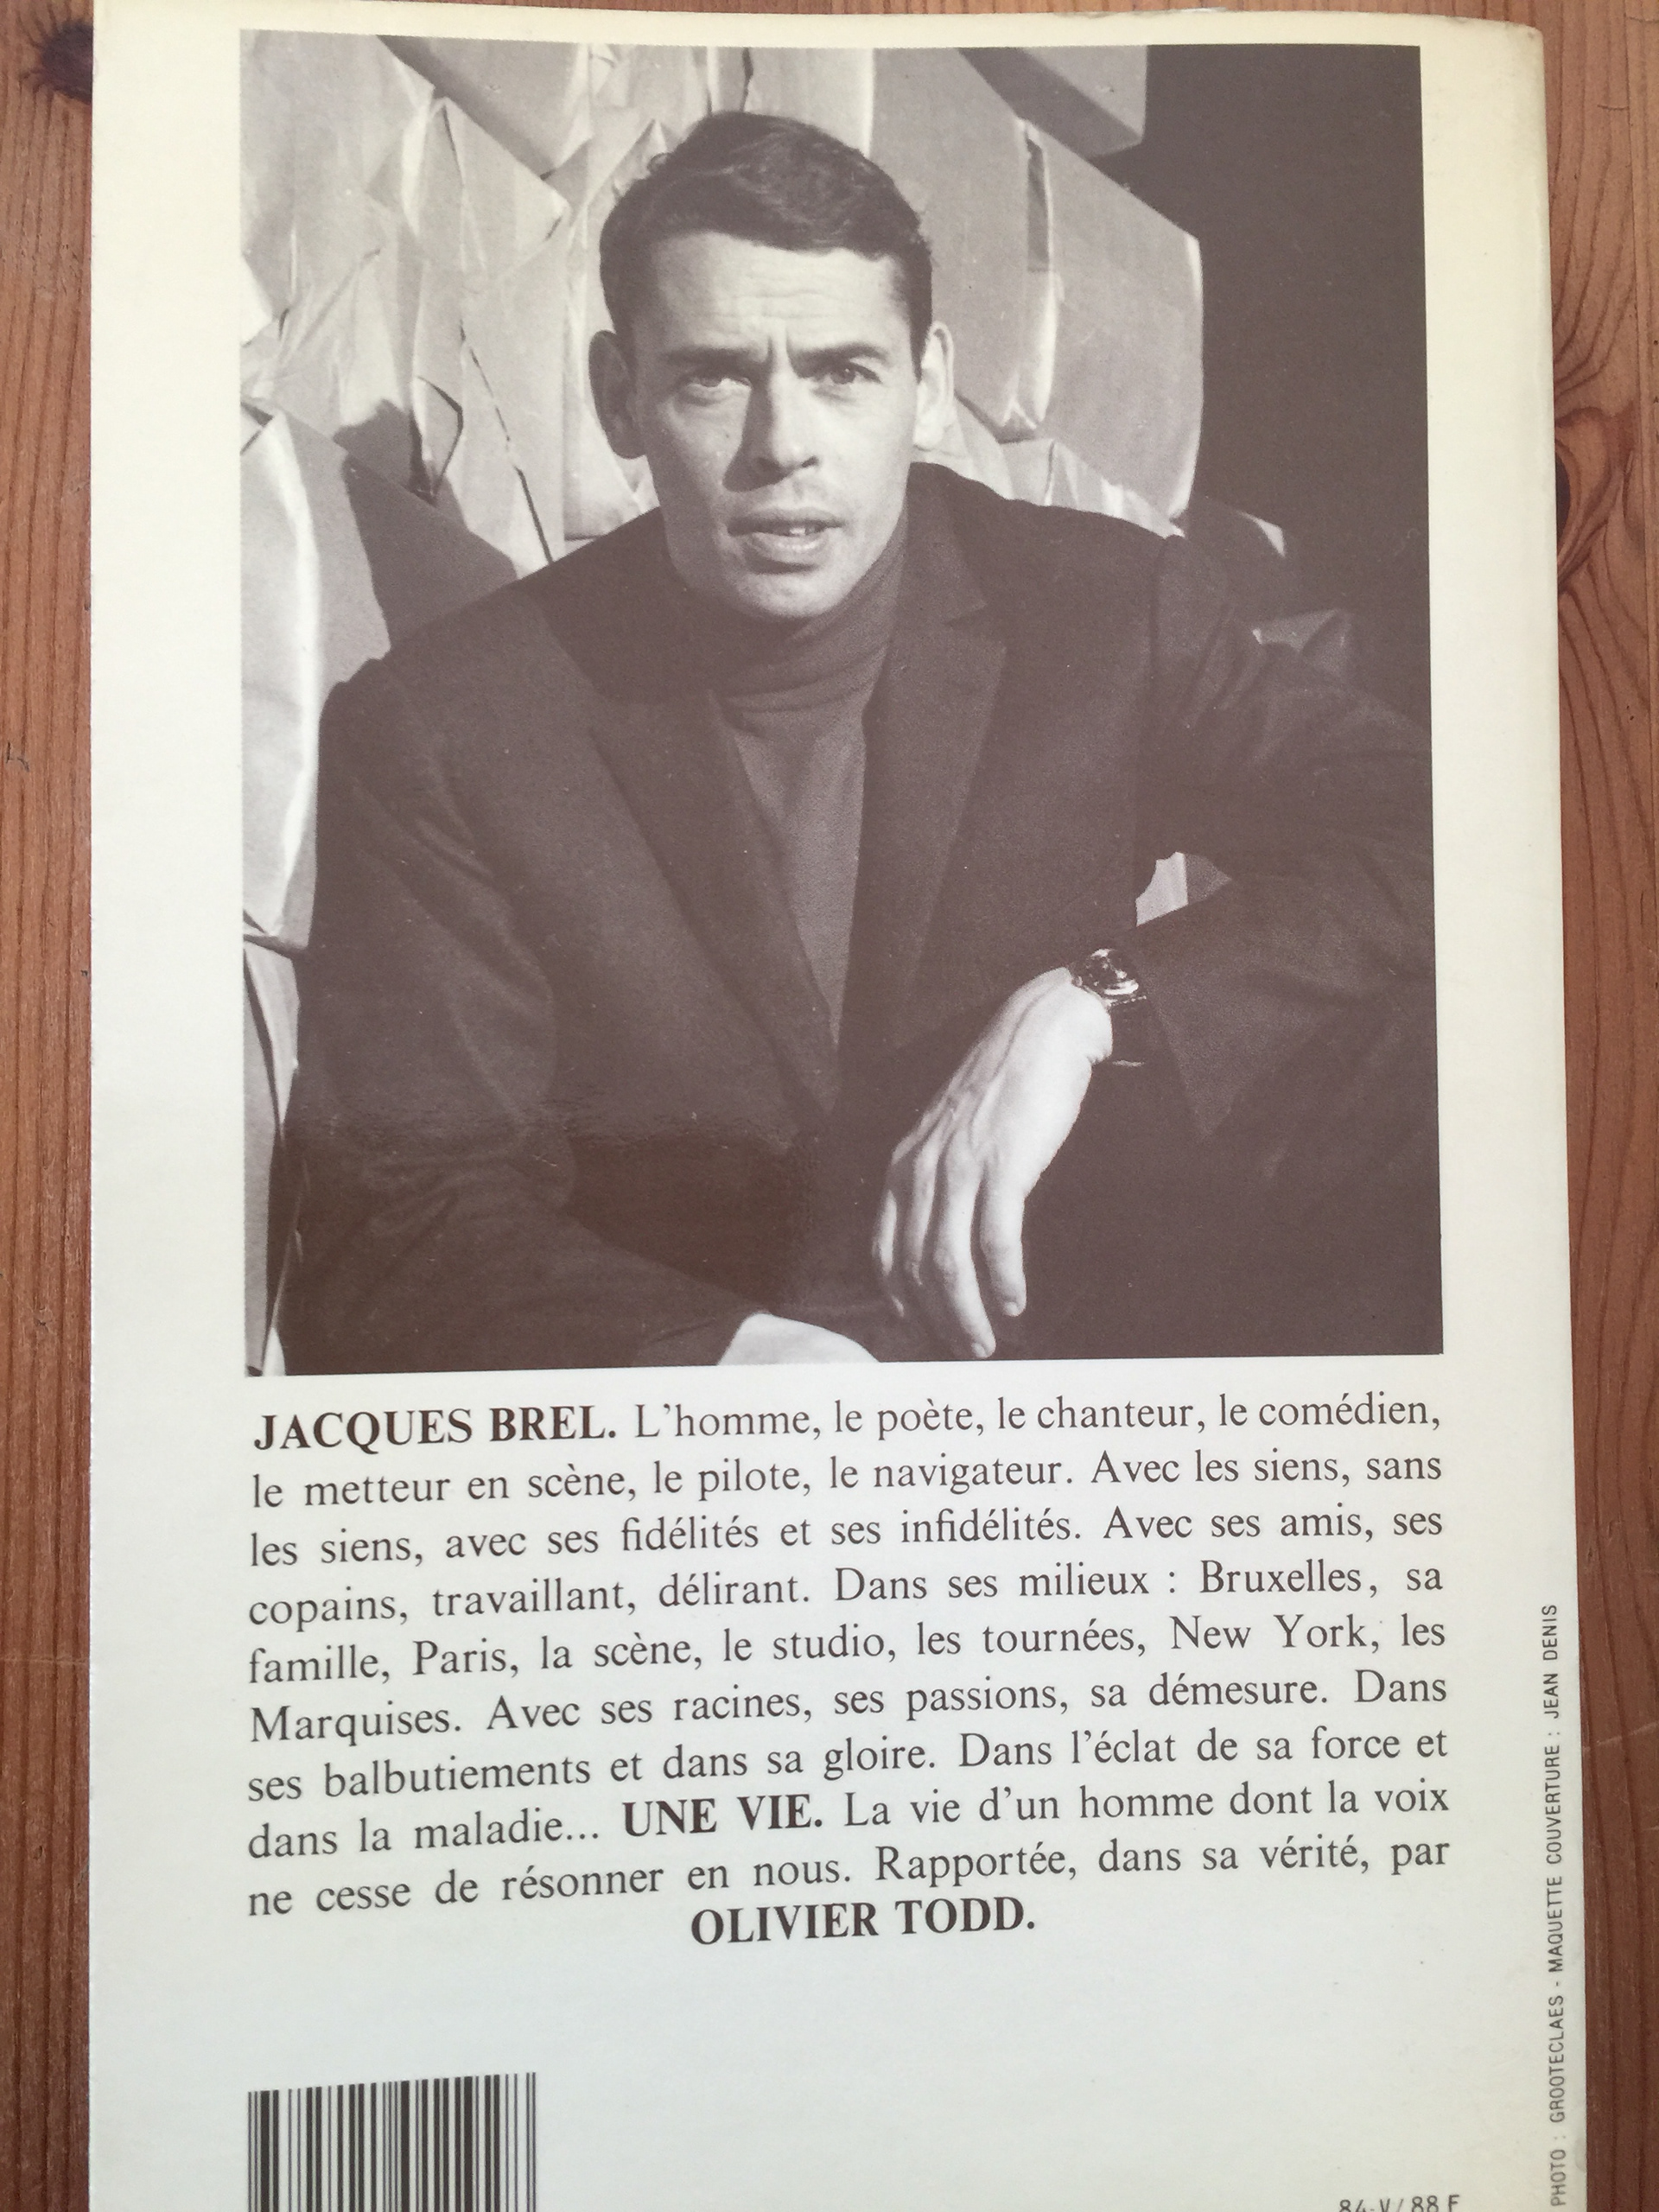 JACQUES BREL. L'homme, le poète, le chanteur, le comédien,
le metteur en scène, le pilote, le navigateur. Avec les siens, sans
les siens, avec ses fidélités et ses infidélités. Avec ses amis, ses
copains, travaillant, délirant. Dans ses milieux : Bruxelles, sa
famille, Paris, la scène, le studio, les tournées, New York, les
Marquises. Avec ses racines, ses passions, sa démesure. Dans
ses balbutiements et dans sa gloire. Dans l'éclat de sa force et
dans la maladie... UNE VIE. La vie d'un homme dont la voix
ne cesse de résonner en nous. Rapportée, dans sa vérité, par
OLIVIER TODD.
84-V/88 F
PHOTO : GROOTECLAES - MAQUETTE COUVERTURE : JEAN DENIS